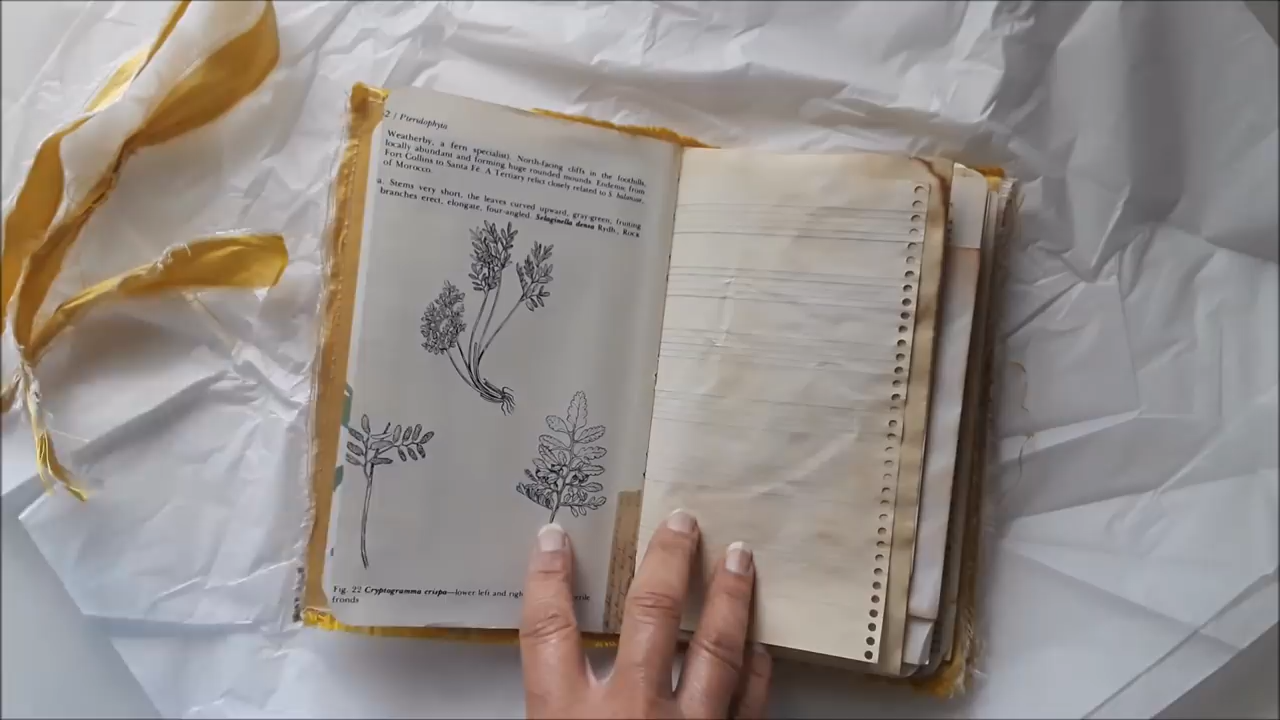 2 / Pteridophyta
Weatherby, a fern specialist). North-facing cliffs in the foothills,
locally abundant and forming huge rounded mounds. Endemic from
Fort Collins to Santa Fé. A Tertiary relict closely related to S. balansae,
of Morocco.
a. Stems very short, the leaves curved upward, gray-green, fruiting
branches erect, elongate, four-angled. Selaginella densa Rydb., Rock
Fig. 22 Cryptogramma crispa—lower left and righ
fronds